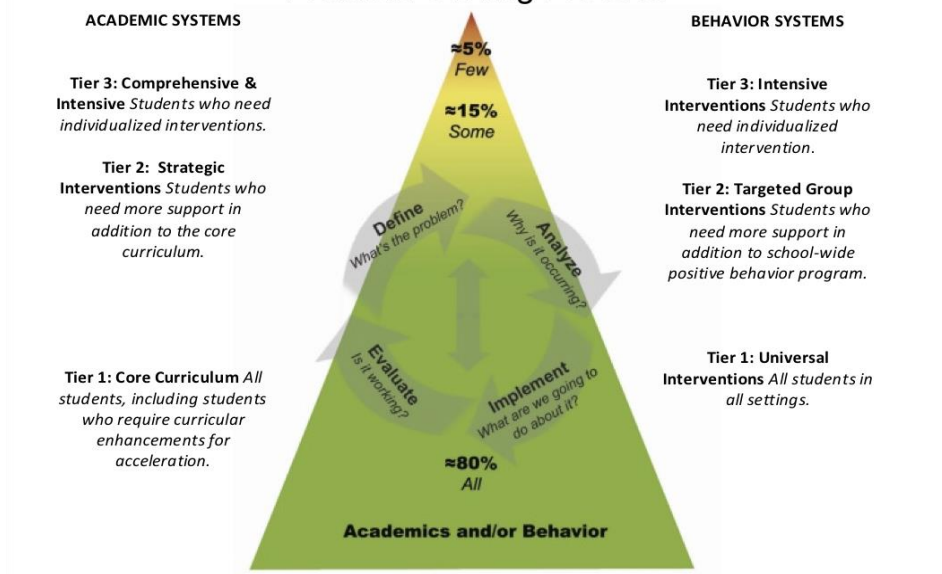 ACADEMIC SYSTEMS
Tier 3: Comprehensive &
Intensive Students who need
individualized interventions.
Tier 2:  Strategic
Interventions Students who
need more support in
addition to the core
curriculum.
Tier 1: Core Curriculum All
students, including students
who require curricular
enhancements for
acceleration.
≈5%
Few
≈15%
Some
Define
What's the problem?
Analyze
Why is it occurring?
Implement
What are we going to
do about it?
Evaluate
Is it working?
≈80%
All
Academics and/or Behavior
BEHAVIOR SYSTEMS
Tier 3: Intensive
Interventions Students who
need individualized
intervention.
Tier 2: Targeted Group
Interventions Students who
need more support in
addition to school-wide
positive behavior program.
Tier 1: Universal
Interventions All students in
all settings.